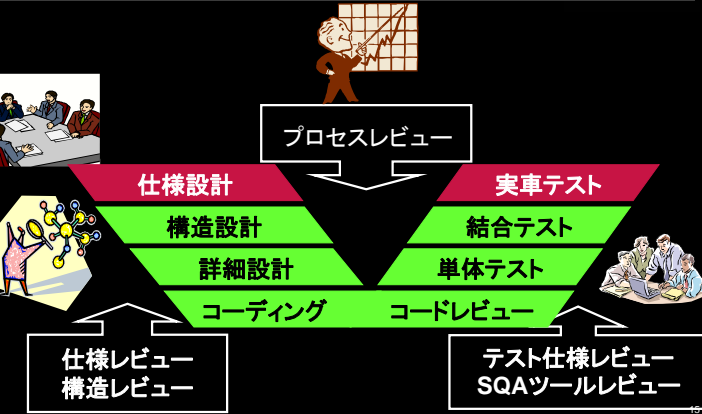 プロセスレビュー
仕様設計
実車テスト
構造設計
結合テスト
詳細設計
単体テスト
コーディング
コードレビュー
仕様レビュー
構造レビュー
テスト仕様レビュー
SQAツールレビュー
15